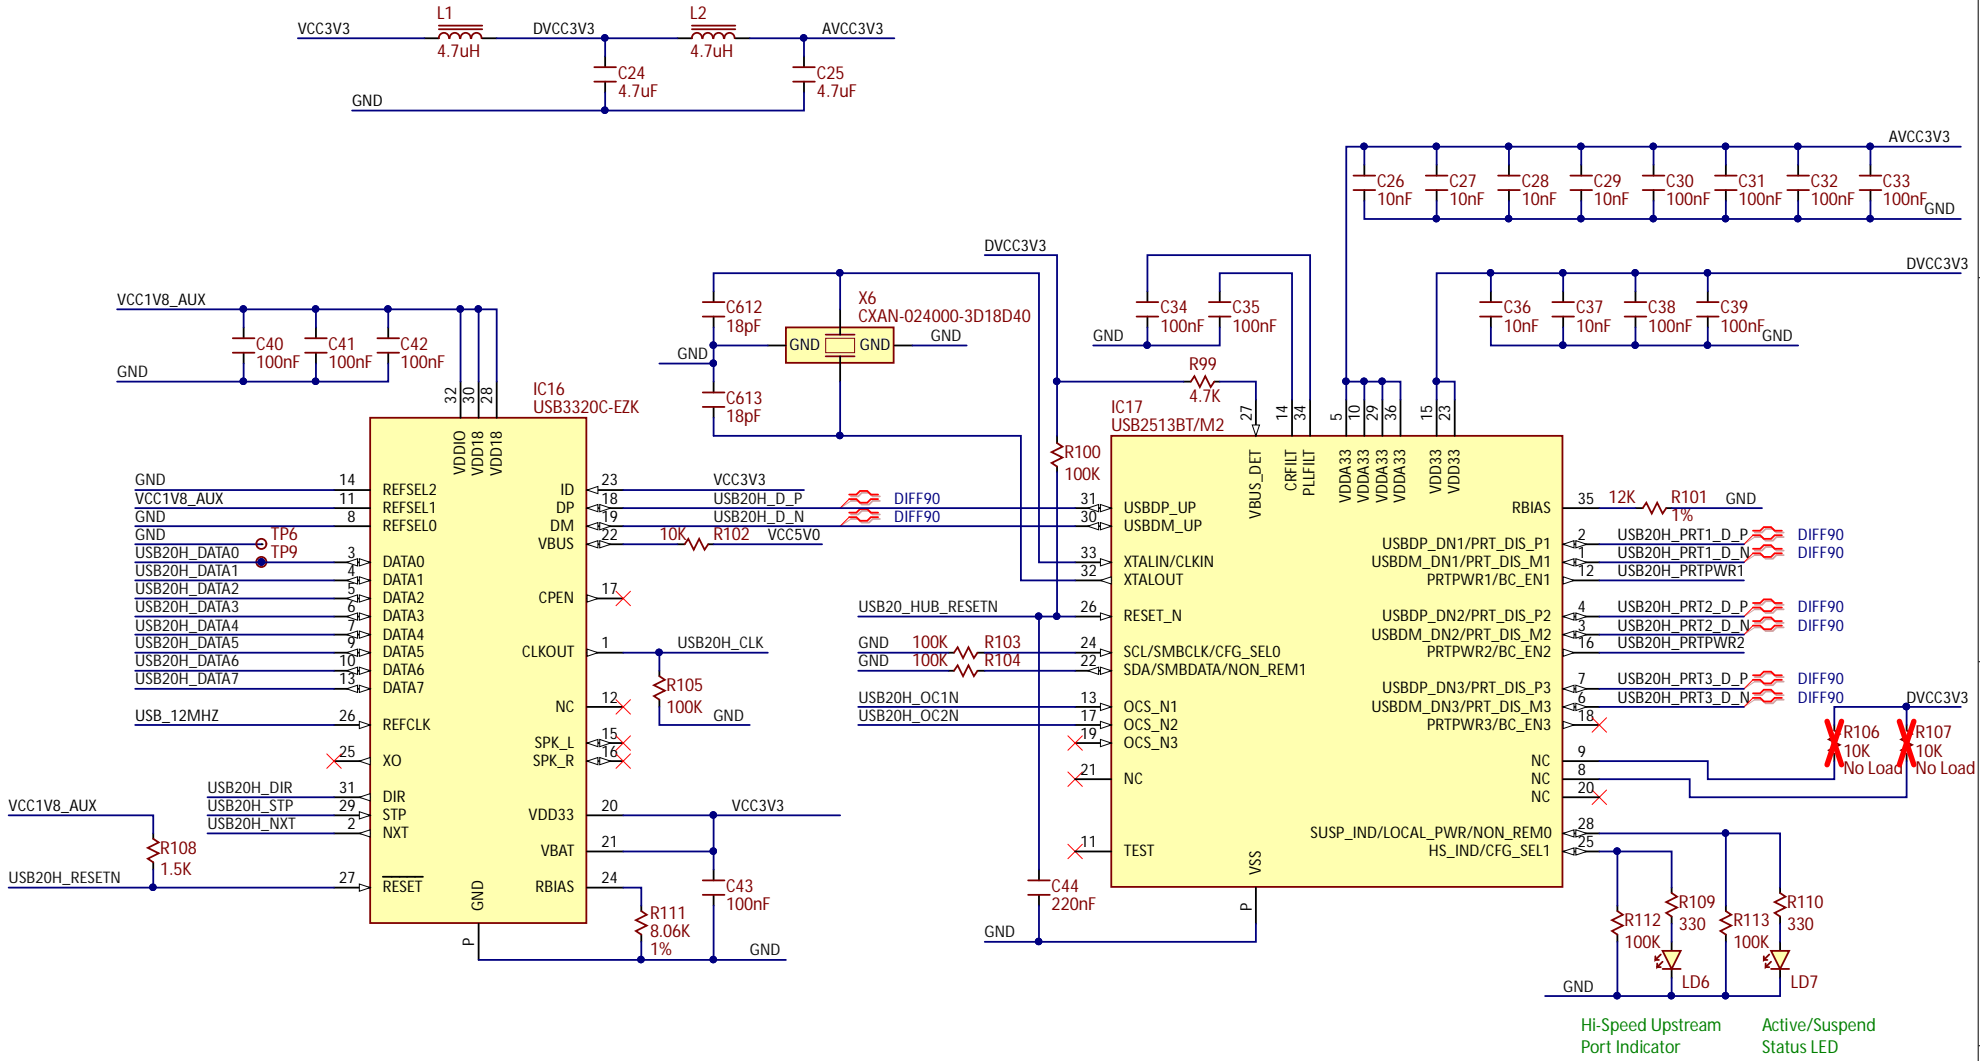 L1
L2
VCC3V3
DVCC3V3
AVCC3V3
4.7uH
4.7uH
C24
4.7uF
C25
4.7uF
GND
AVCC3V3
C26
10nF
C27
10nF
C28
10nF
C29
10nF
C30
100nF
C31
100nF
C32
100nF
C33
100nF
GND
DVCC3V3
DVCC3V3
C36
10nF
C37
10nF
C38
100nF
C39
100nF
GND
C34
100nF
C35
100nF
GND
VCC1V8_AUX
C40
100nF
C41
100nF
C42
100nF
GND
C612
18pF
X6
CXAN-024000-3D18D40
GND
GND
GND
GND
C613
18pF
R99
4.7K
R100
100K
IC16
USB3320C-EZK
32
30
28
VDDIO
VDD18
VDD18
GND
14
REFSEL2
VCC1V8_AUX
11
REFSEL1
GND
8
REFSEL0
GND
TP6
USB20H_DATA0
TP9
3
DATA0
USB20H_DATA1
4
DATA1
USB20H_DATA2
5
DATA2
USB20H_DATA3
6
DATA3
USB20H_DATA4
7
DATA4
USB20H_DATA5
9
DATA5
USB20H_DATA6
10
DATA6
USB20H_DATA7
13
DATA7
USB_12MHZ
26
REFCLK
25
XO
USB20H_DIR
31
DIR
USB20H_STP
29
STP
USB20H_NXT
2
NXT
VCC1V8_AUX
R108
1.5K
USB20H_RESETN
27
RESET
GND
P
ID
23
VCC3V3
DP
18
USB20H_D_P
DIFF90
DM
19
USB20H_D_N
DIFF90
VBUS
22
10K
R102
VCC5V0
CPEN
17
CLKOUT
1
USB20H_CLK
R105
100K
GND
NC
12
SPK_L
15
SPK_R
16
VDD33
20
VCC3V3
VBAT
21
RBIAS
24
C43
100nF
R111
8.06K
1%
GND
IC17
USB2513BT/M2
27
14
34
5
10
29
36
15
23
VBUS_DET
CRFILT
PLLFILT
VDDA33
VDDA33
VDDA33
VDDA33
VDD33
VDD33
31
USBDP_UP
30
USBDM_UP
33
XTALIN/CLKIN
32
XTALOUT
USB20_HUB_RESETN
26
RESET_N
GND
100K
R103
24
SCL/SMBCLK/CFG_SEL0
GND
100K
R104
22
SDA/SMBDATA/NON_REM1
USB20H_OC1N
13
OCS_N1
USB20H_OC2N
17
OCS_N2
19
OCS_N3
21
NC
11
TEST
VSS
P
C44
220nF
GND
RBIAS
35
12K
R101
1%
GND
USBDP_DN1/PRT_DIS_P1
2
USB20H_PRT1_D_P
DIFF90
USBDM_DN1/PRT_DIS_M1
1
USB20H_PRT1_D_N
DIFF90
PRTPWR1/BC_EN1
12
USB20H_PRTPWR1
USBDP_DN2/PRT_DIS_P2
4
USB20H_PRT2_D_P
DIFF90
USBDM_DN2/PRT_DIS_M2
3
USB20H_PRT2_D_N
DIFF90
PRTPWR2/BC_EN2
16
USB20H_PRTPWR2
USBDP_DN3/PRT_DIS_P3
7
USB20H_PRT3_D_P
DIFF90
USBDM_DN3/PRT_DIS_M3
6
USB20H_PRT3_D_N
DIFF90
PRTPWR3/BC_EN3
18
DVCC3V3
R106
10K
No Load
R107
10K
No Load
NC
9
NC
8
NC
20
SUSP_IND/LOCAL_PWR/NON_REM0
28
HS_IND/CFG_SEL1
25
R112
100K
R109
330
R113
100K
R110
330
LD6
LD7
GND
Hi-Speed Upstream
Port Indicator
Active/Suspend
Status LED